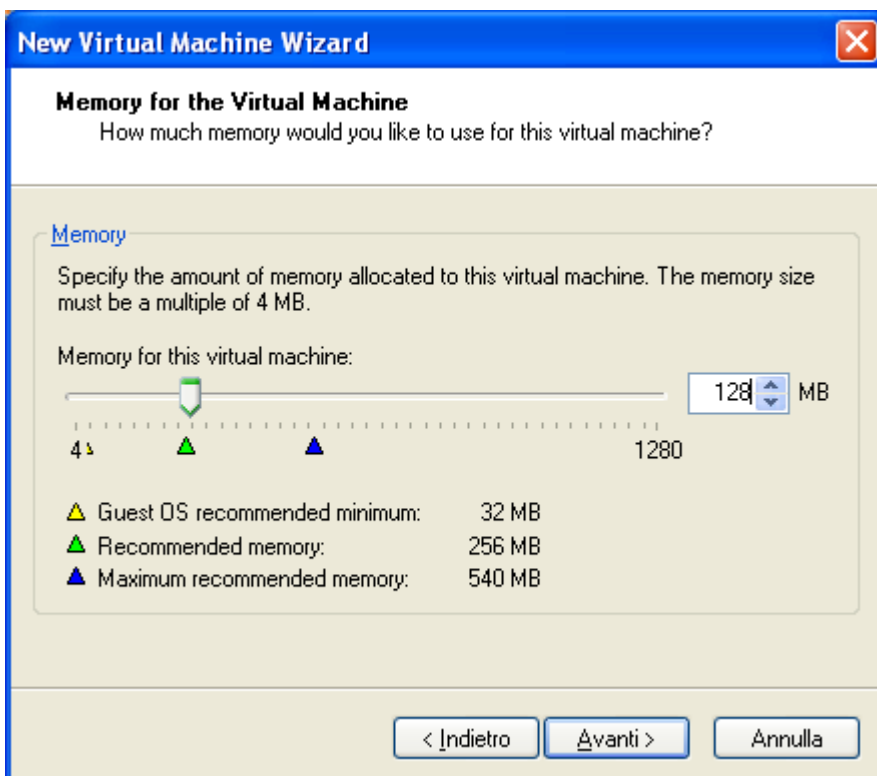 New Virtual Machine Wizard
Memory for the Virtual Machine
How much memory would you like to use for this virtual machine?
Memory
Specify the amount of memory allocated to this virtual machine. The memory size
must be a multiple of 4 MB.
Memory for this virtual machine:
128 MB
4 1280
Guest OS recommended minimum: 32 MB
Recommended memory: 256 MB
Maximum recommended memory: 540 MB
< Indietro Avanti > Annulla